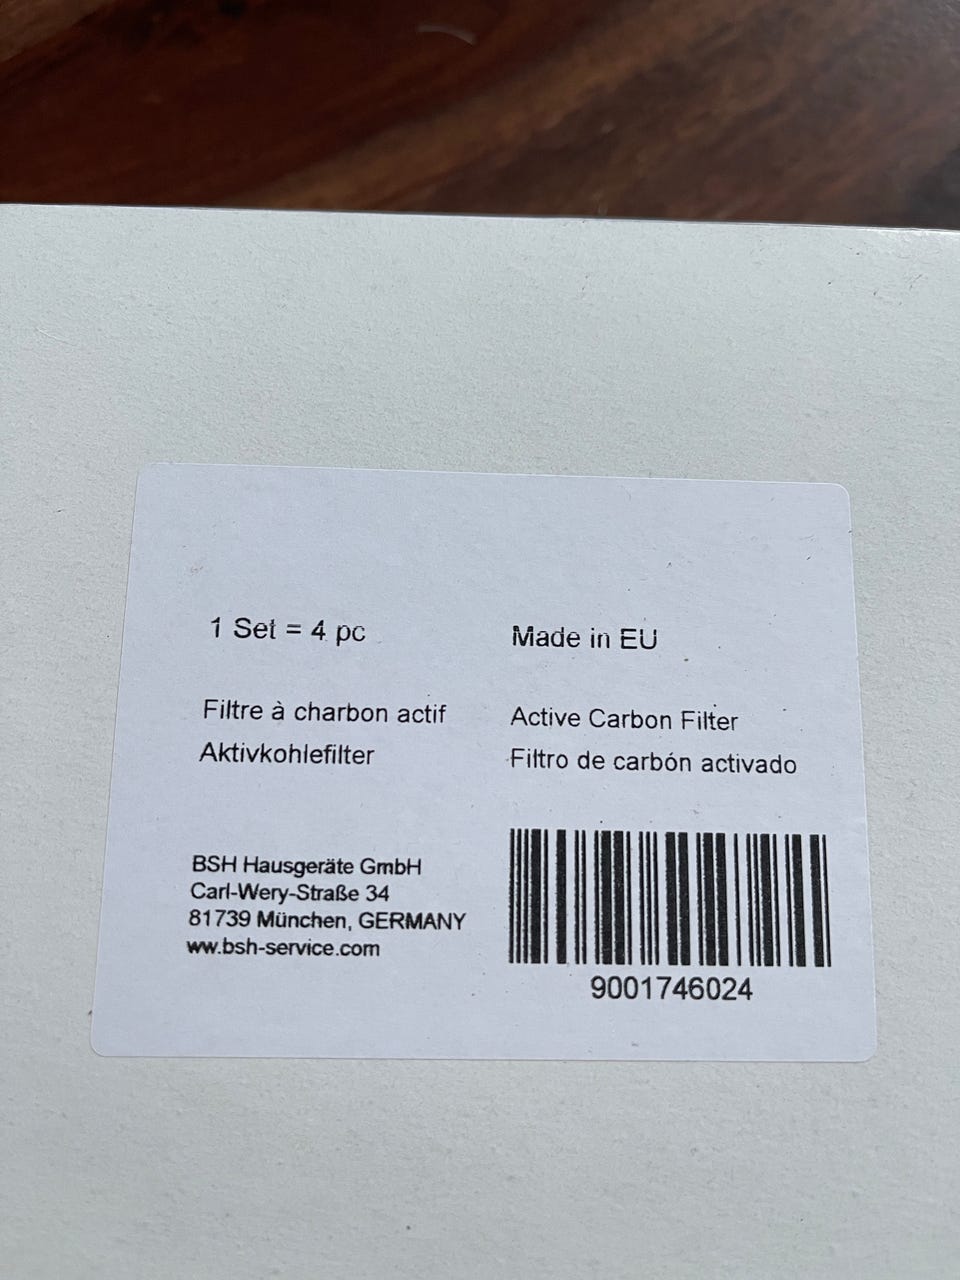 1 Set = 4 pc
Made in EU
Filtre à charbon actif
Aktivkohlefilter
Active Carbon Filter
Filtro de carbón activado
BSH Hausgeräte GmbH
Carl-Wery-Straße 34
81739 München, GERMANY
ww.bsh-service.com
9001746024